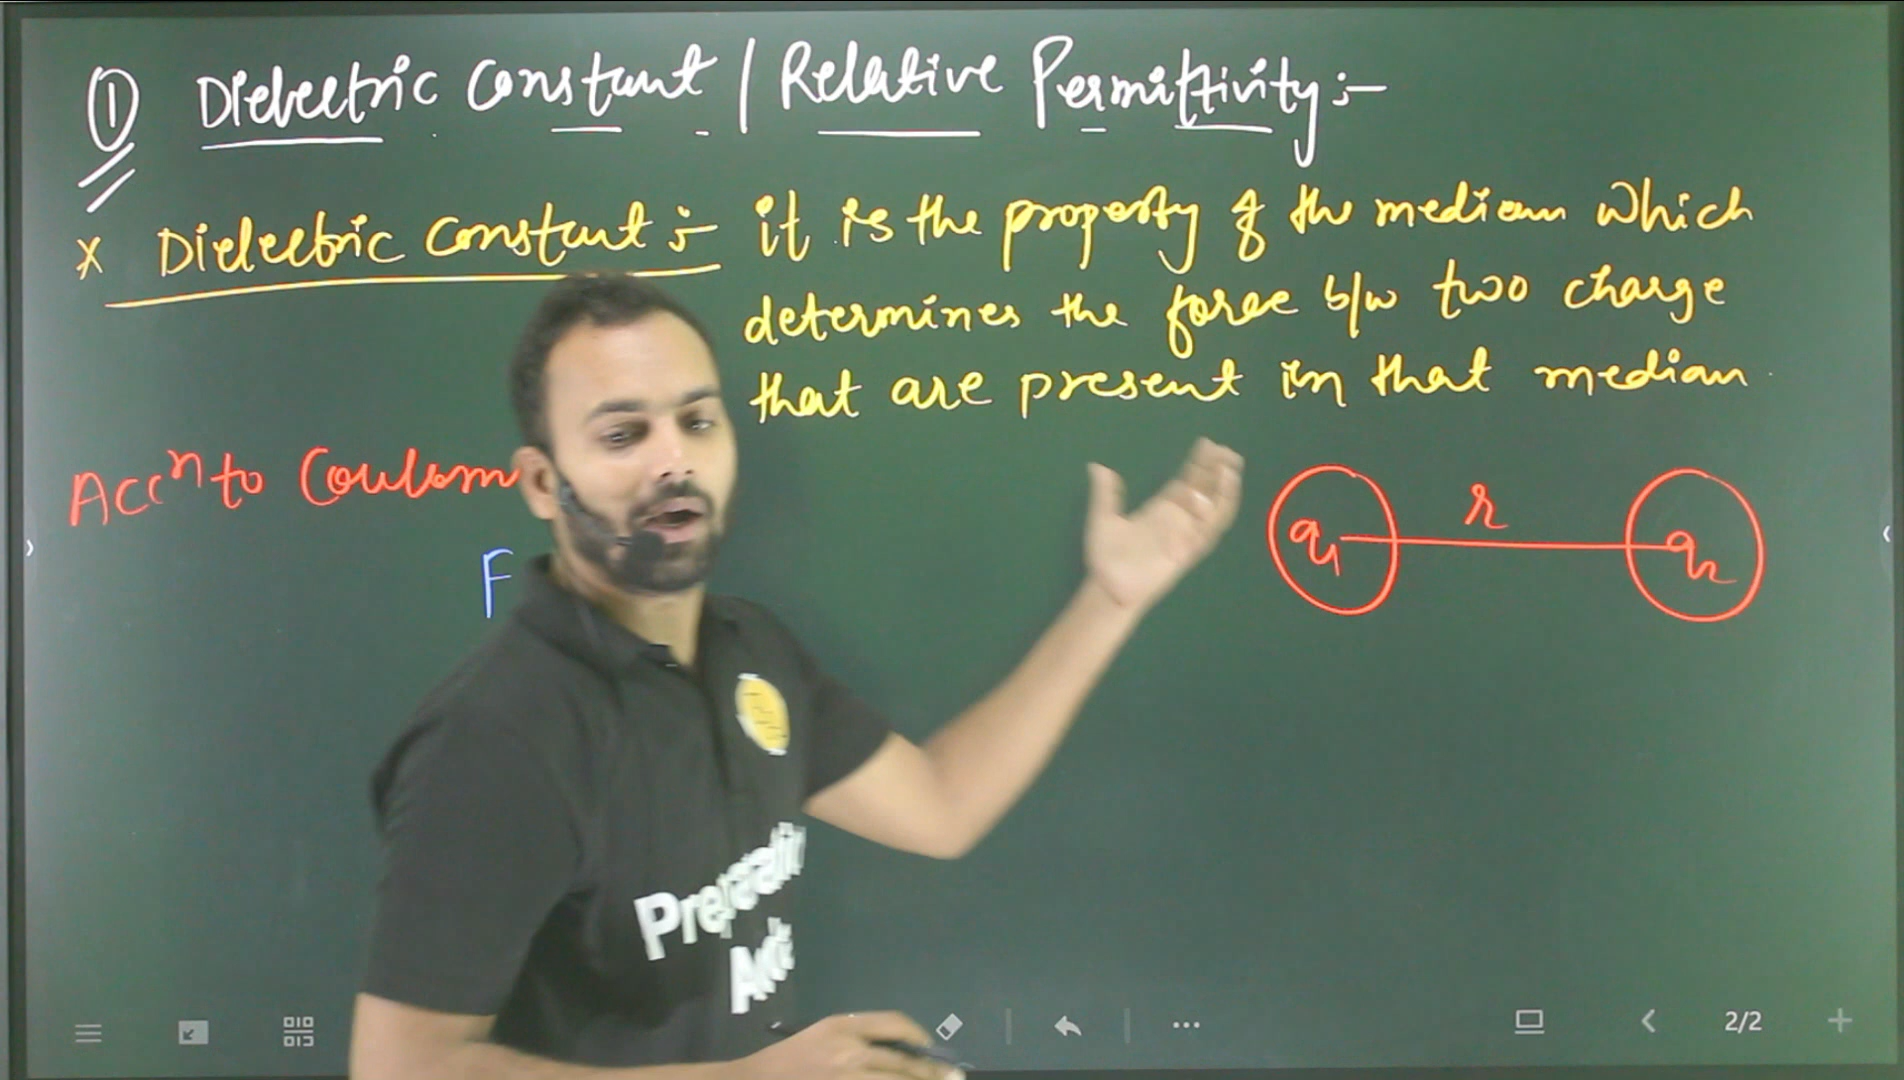 ① Dielectric Constant / Relative Permittivity :-
x Dielectric Constant :- it is the property of the median which
determines the force b/w two charge
that are present in that median
Accⁿ to Coulom
F
q1 r q2
2/2